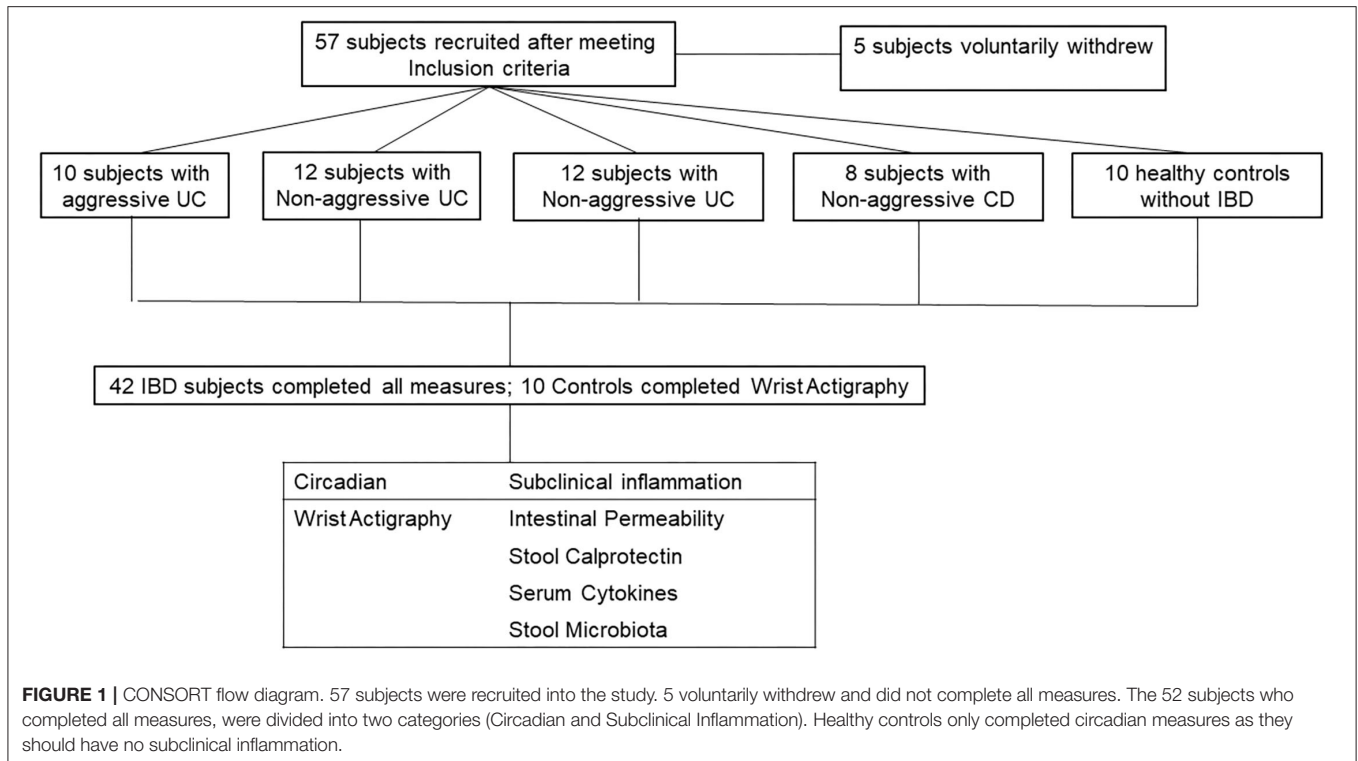 57 subjects recruited after meeting
Inclusion criteria
5 subjects voluntarily withdrew
10 subjects with
aggressive UC
12 subjects with
Non-aggressive UC
12 subjects with
Non-aggressive UC
8 subjects with
Non-aggressive CD
10 healthy controls
without IBD
42 IBD subjects completed all measures; 10 Controls completed Wrist Actigraphy
Circadian Subclinical inflammation
Wrist Actigraphy Intestinal Permeability
Stool Calprotectin
Serum Cytokines
Stool Microbiota
FIGURE 1 | CONSORT flow diagram. 57 subjects were recruited into the study. 5 voluntarily withdrew and did not complete all measures. The 52 subjects who
completed all measures, were divided into two categories (Circadian and Subclinical Inflammation). Healthy controls only completed circadian measures as they
should have no subclinical inflammation.